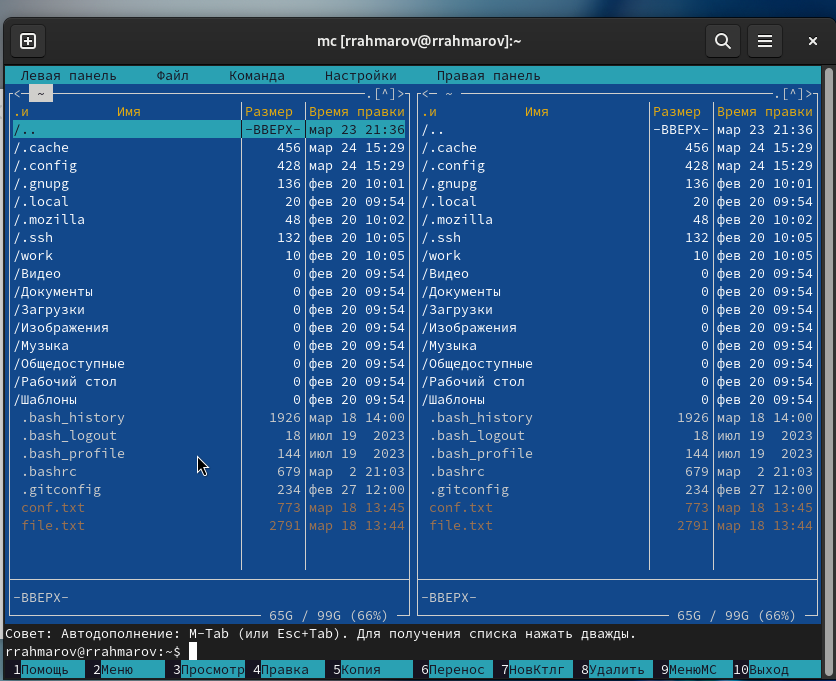 mc [rrahmarov@rrahmarov]:~
Левая панель Файл Команда Настройки Правая панель
<─ ~ .[^]> <─ ~ .[^]>
.и Имя Размер Время правки .и Имя Размер Время правки
/.. -ВВЕРХ- мар 23 21:36 /.. -ВВЕРХ- мар 23 21:36
/.cache 456 мар 24 15:29 /.cache 456 мар 24 15:29
/.config 428 мар 24 15:29 /.config 428 мар 24 15:29
/.gnupg 136 фев 20 10:01 /.gnupg 136 фев 20 10:01
/.local 20 фев 20 09:54 /.local 20 фев 20 09:54
/.mozilla 48 фев 20 10:02 /.mozilla 48 фев 20 10:02
/.ssh 132 фев 20 10:05 /.ssh 132 фев 20 10:05
/work 10 фев 20 10:05 /work 10 фев 20 10:05
/Видео 0 фев 20 09:54 /Видео 0 фев 20 09:54
/Документы 0 фев 20 09:54 /Документы 0 фев 20 09:54
/Загрузки 0 фев 20 09:54 /Загрузки 0 фев 20 09:54
/Изображения 0 фев 20 09:54 /Изображения 0 фев 20 09:54
/Музыка 0 фев 20 09:54 /Музыка 0 фев 20 09:54
/Общедоступные 0 фев 20 09:54 /Общедоступные 0 фев 20 09:54
/Рабочий стол 0 фев 20 09:54 /Рабочий стол 0 фев 20 09:54
/Шаблоны 0 фев 20 09:54 /Шаблоны 0 фев 20 09:54
.bash_history 1926 мар 18 14:00 .bash_history 1926 мар 18 14:00
.bash_logout 18 июл 19 2023 .bash_logout 18 июл 19 2023
.bash_profile 144 июл 19 2023 .bash_profile 144 июл 19 2023
.bashrc 679 мар 2 21:03 .bashrc 679 мар 2 21:03
.gitconfig 234 фев 27 12:00 .gitconfig 234 фев 27 12:00
conf.txt 773 мар 18 13:45 conf.txt 773 мар 18 13:45
file.txt 2791 мар 18 13:44 file.txt 2791 мар 18 13:44
-ВВЕРХ- -ВВЕРХ-
65G / 99G (66%) 65G / 99G (66%)
Совет: Автодополнение: M-Tab (или Esc+Tab). Для получения списка нажать дважды.
rrahmarov@rrahmarov:~$
1Помощь 2Меню 3Просмотр 4Правка 5Копия 6Перенос 7НовКтлг 8Удалить 9МенюMC 10Выход